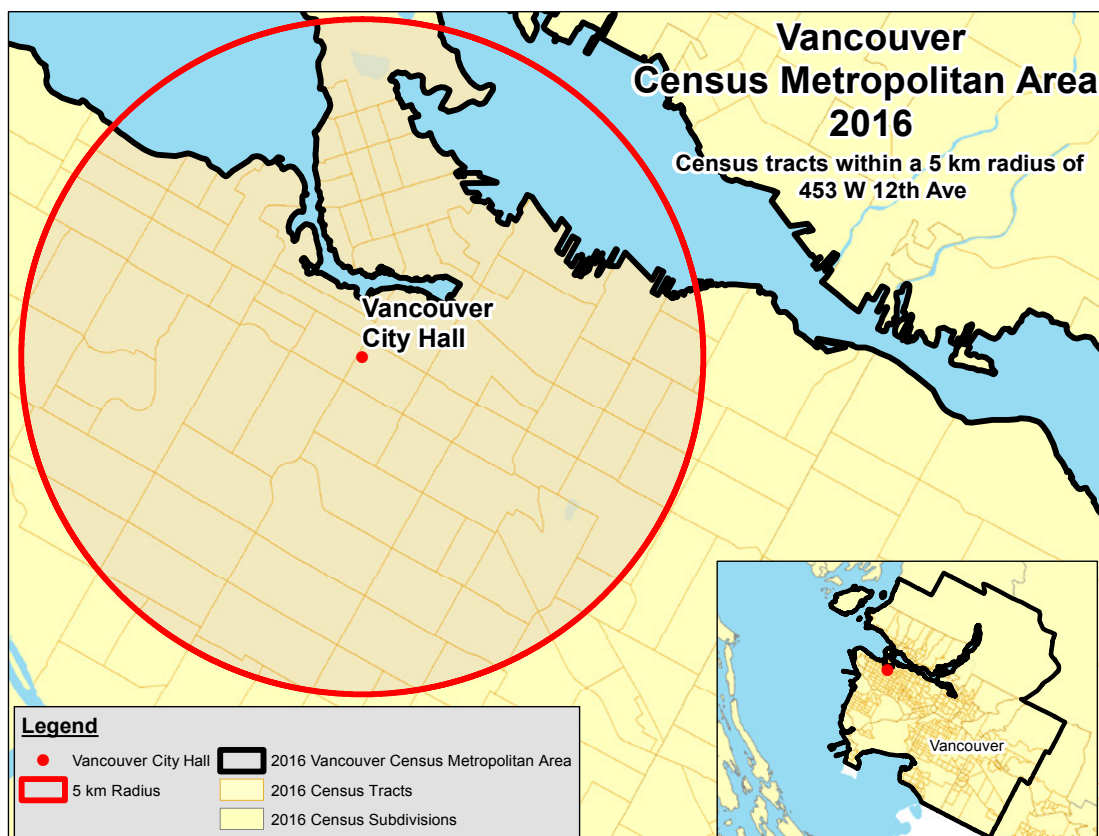 Vancouver
Census Metropolitan Area
2016
Census tracts within a 5 km radius of
453 W 12th Ave
Vancouver
City Hall
Vancouver
Legend
Vancouver City Hall
2016 Vancouver Census Metropolitan Area
5 km Radius
2016 Census Tracts
2016 Census Subdivisions